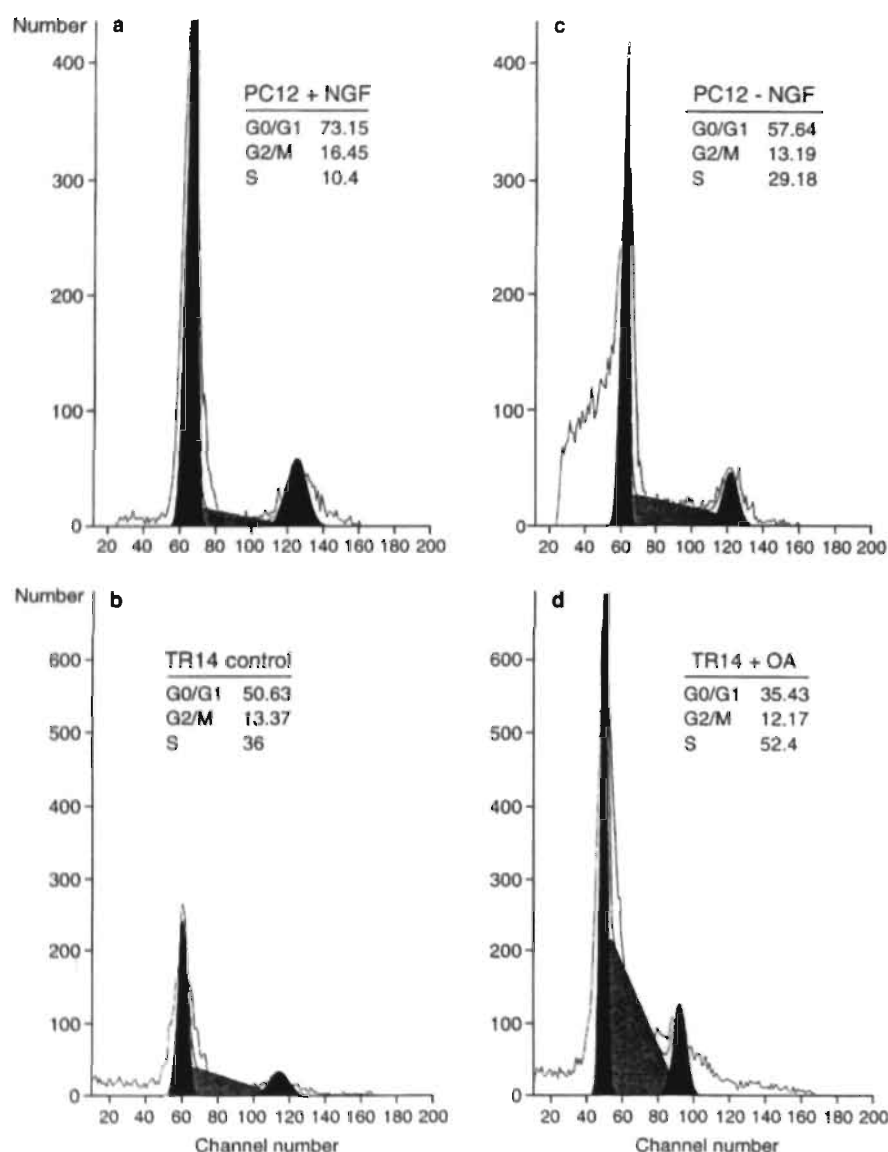 Number
a
400
300
200
100
0
PC12 + NGF
G0/G1 73.15
G2/M 16.45
S 10.4
20 40 60 80 100 120 140 160 180 200
c
400
300
200
100
0
PC12 - NGF
G0/G1 57.64
G2/M 13.19
S 29.18
20 40 60 80 100 120 140 160 180 200
Number
b
600
500
400
300
200
100
0
TR14 control
G0/G1 50.63
G2/M 13.37
S 36
20 40 60 80 100 120 140 160 180 200
Channel number
d
600
500
400
300
200
100
0
TR14 + OA
G0/G1 35.43
G2/M 12.17
S 52.4
20 40 60 80 100 120 140 160 180 200
Channel number